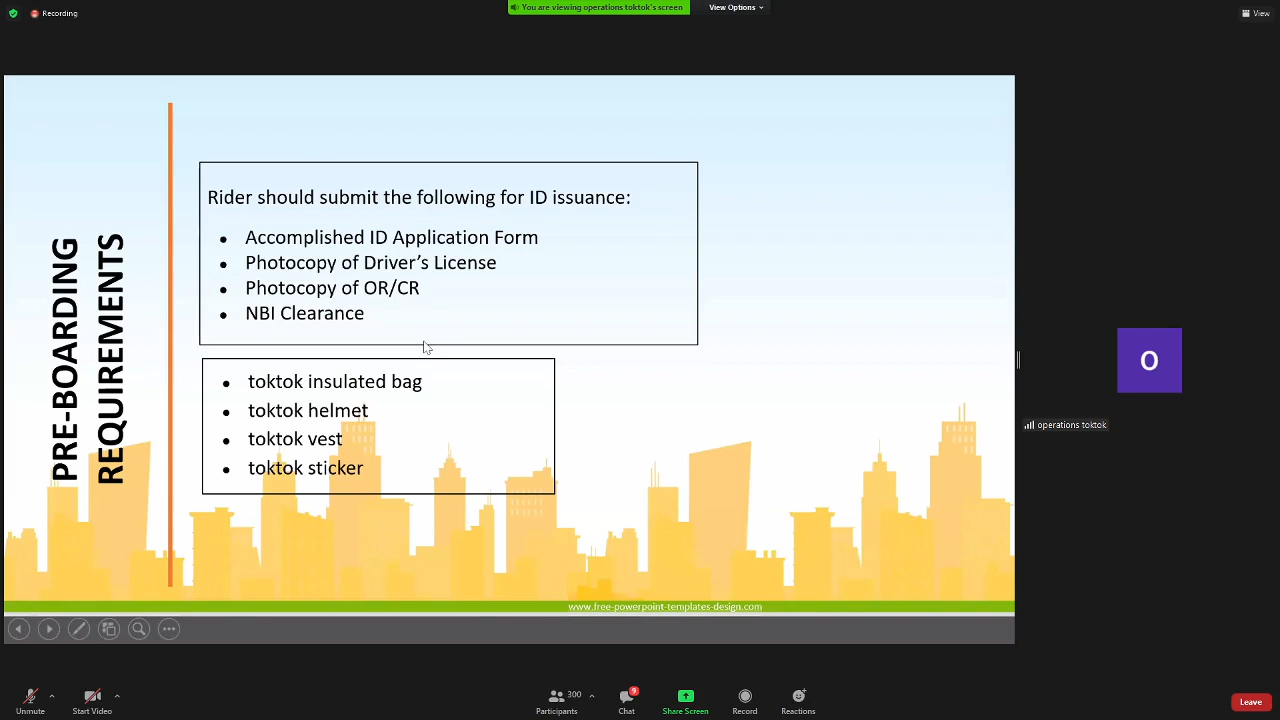 Recording
You are viewing operations toktok's screen
View Options
View
PRE-BOARDING
REQUIREMENTS
Rider should submit the following for ID issuance:
• Accomplished ID Application Form
• Photocopy of Driver’s License
• Photocopy of OR/CR
• NBI Clearance
• toktok insulated bag
• toktok helmet
• toktok vest
• toktok sticker
www.free-powerpoint-templates-design.com
O
operations toktok
Unmute
Start Video
300
Participants
9
Chat
Share Screen
Record
Reactions
Leave